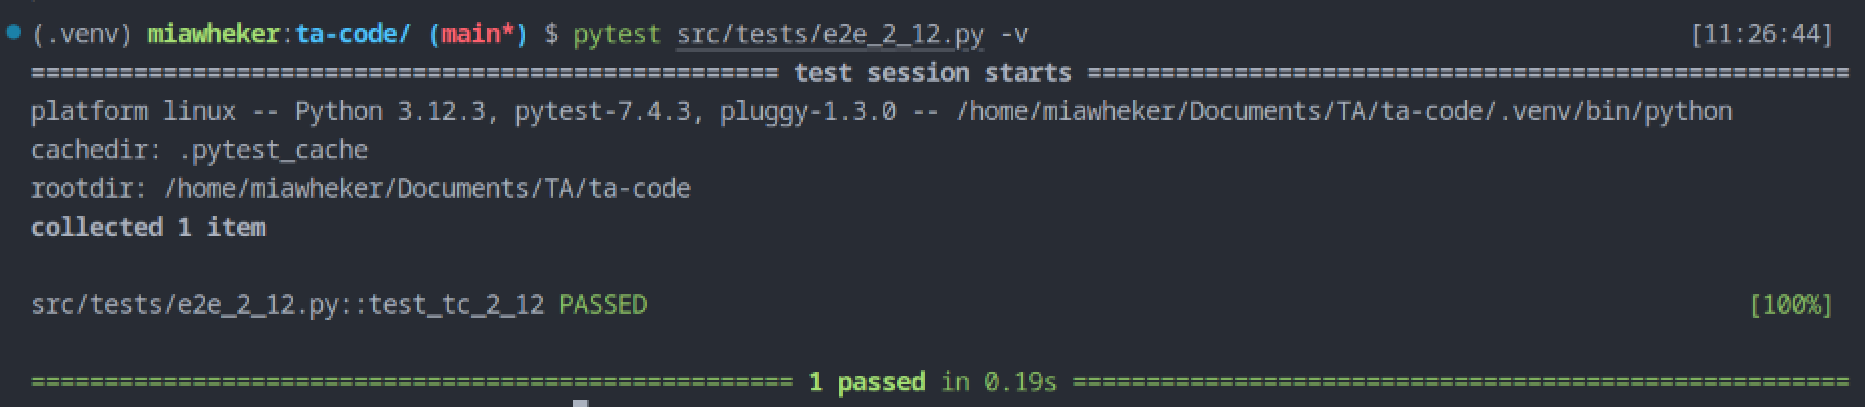 (.venv) miawheker:ta-code/ (main*) $ pytest src/tests/e2e_2_12.py -v [11:26:44]
=================================================== test session starts ====================================================
platform linux -- Python 3.12.3, pytest-7.4.3, pluggy-1.3.0 -- /home/miawheker/Documents/TA/ta-code/.venv/bin/python
cachedir: .pytest_cache
rootdir: /home/miawheker/Documents/TA/ta-code
collected 1 item
src/tests/e2e_2_12.py::test_tc_2_12 PASSED [100%]
==================================================== 1 passed in 0.19s =====================================================